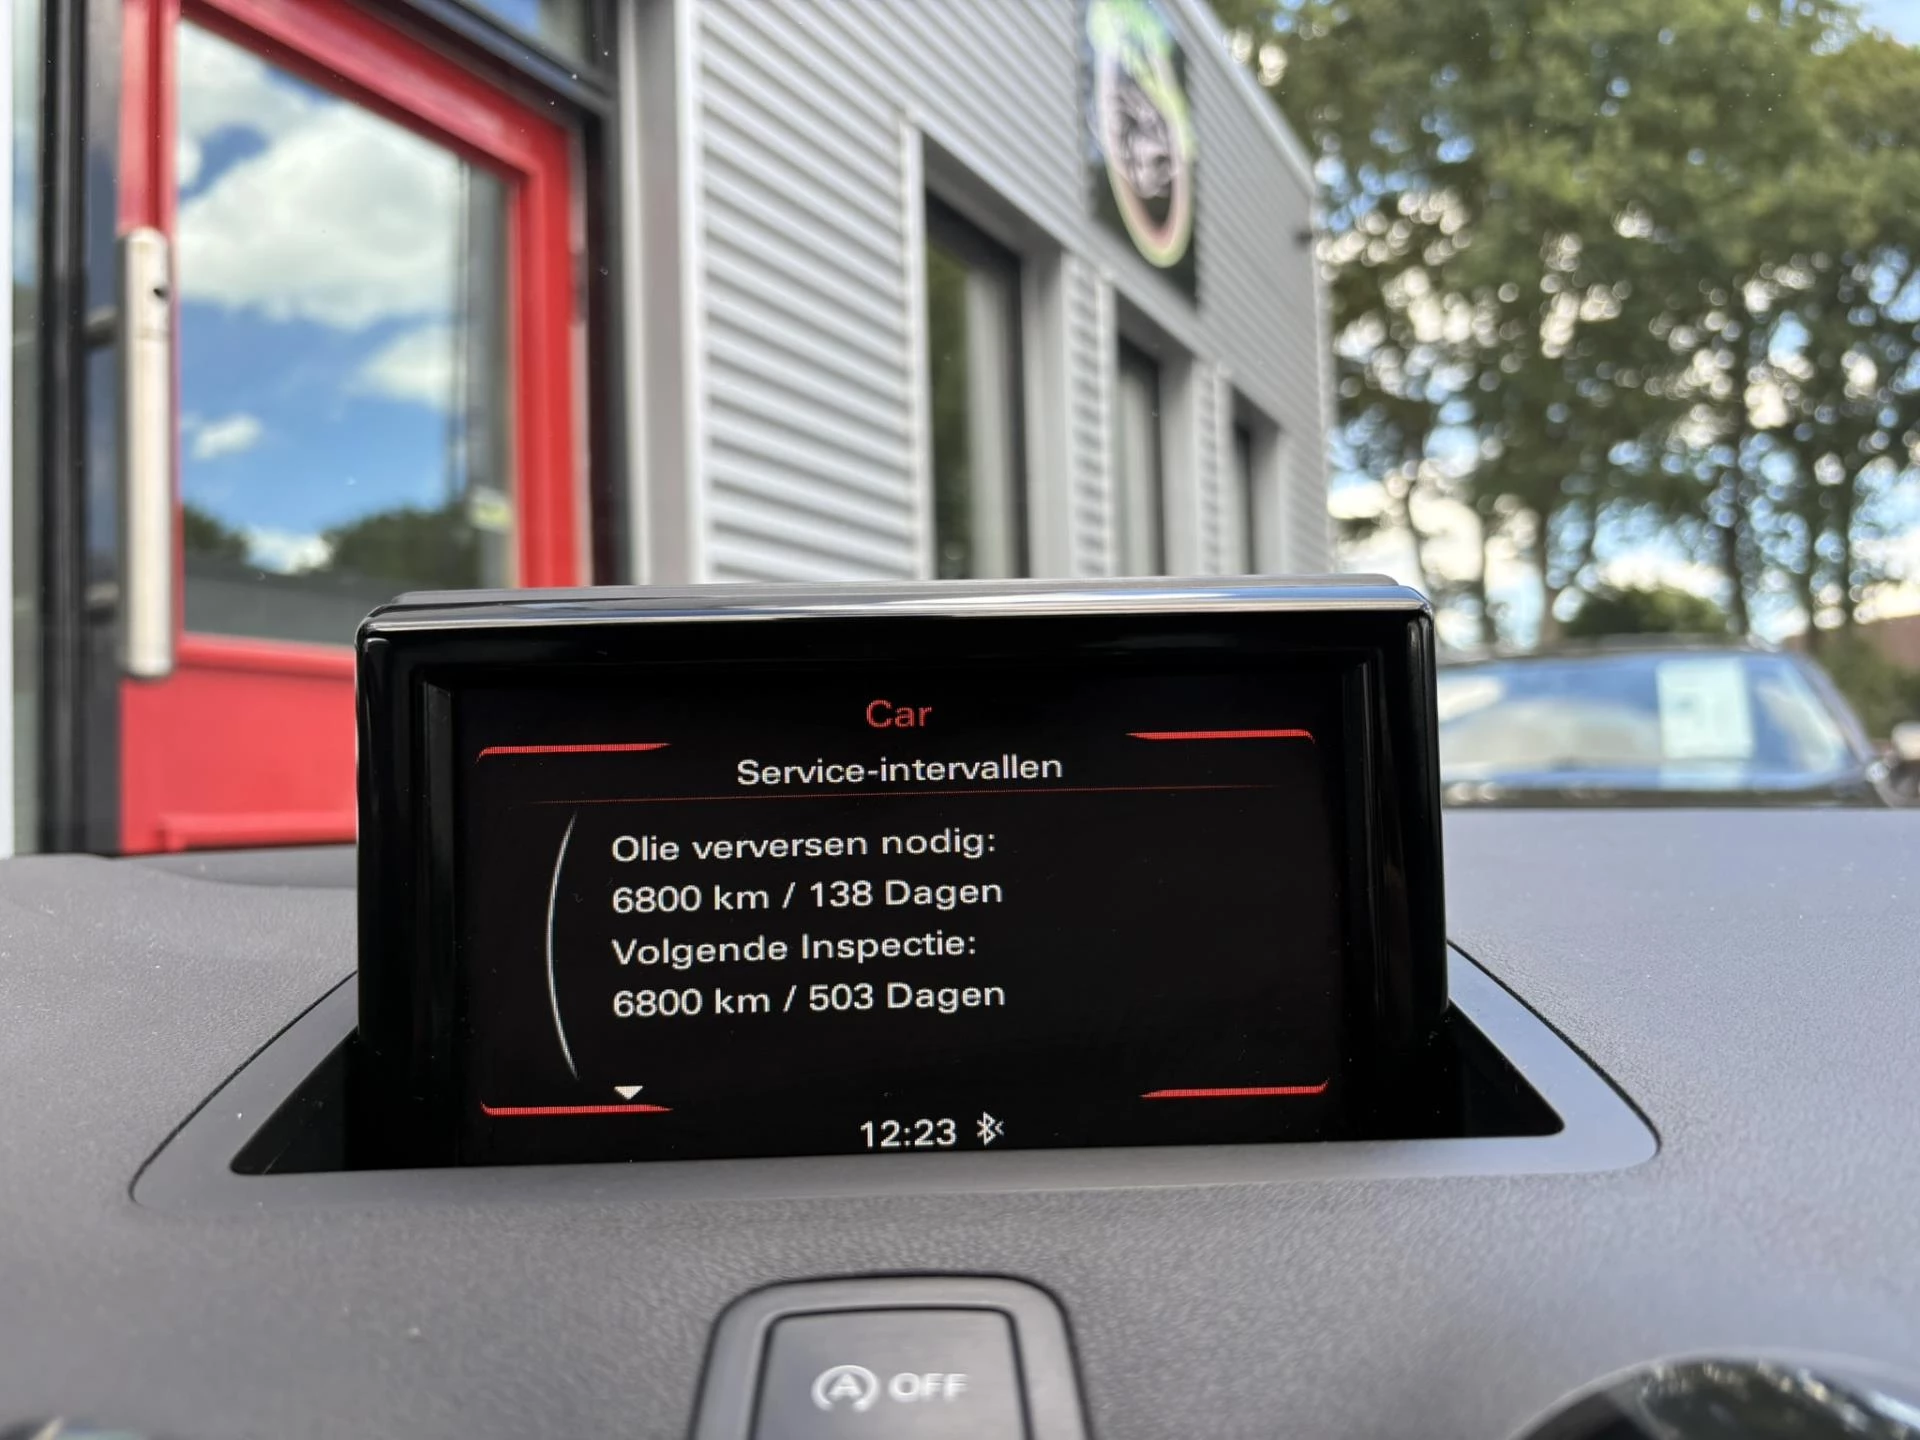 Car
Service-intervallen
Olie verversen nodig:
6800 km / 138 Dagen
Volgende Inspectie:
6800 km / 503 Dagen
12:23
A OFF